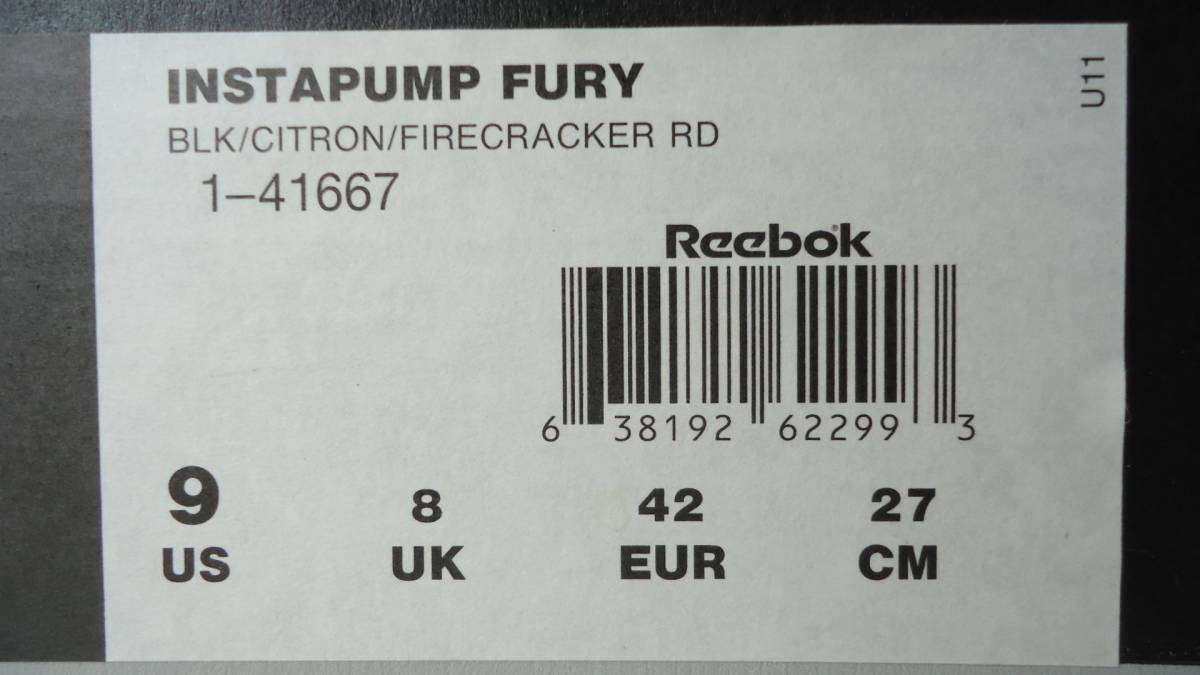 INSTAPUMP FURY
BLK/CITRON/FIRECRACKER RD
1–41667
U11
Reebok
6 38192 62299 3
9 8 42 27
US UK EUR CM